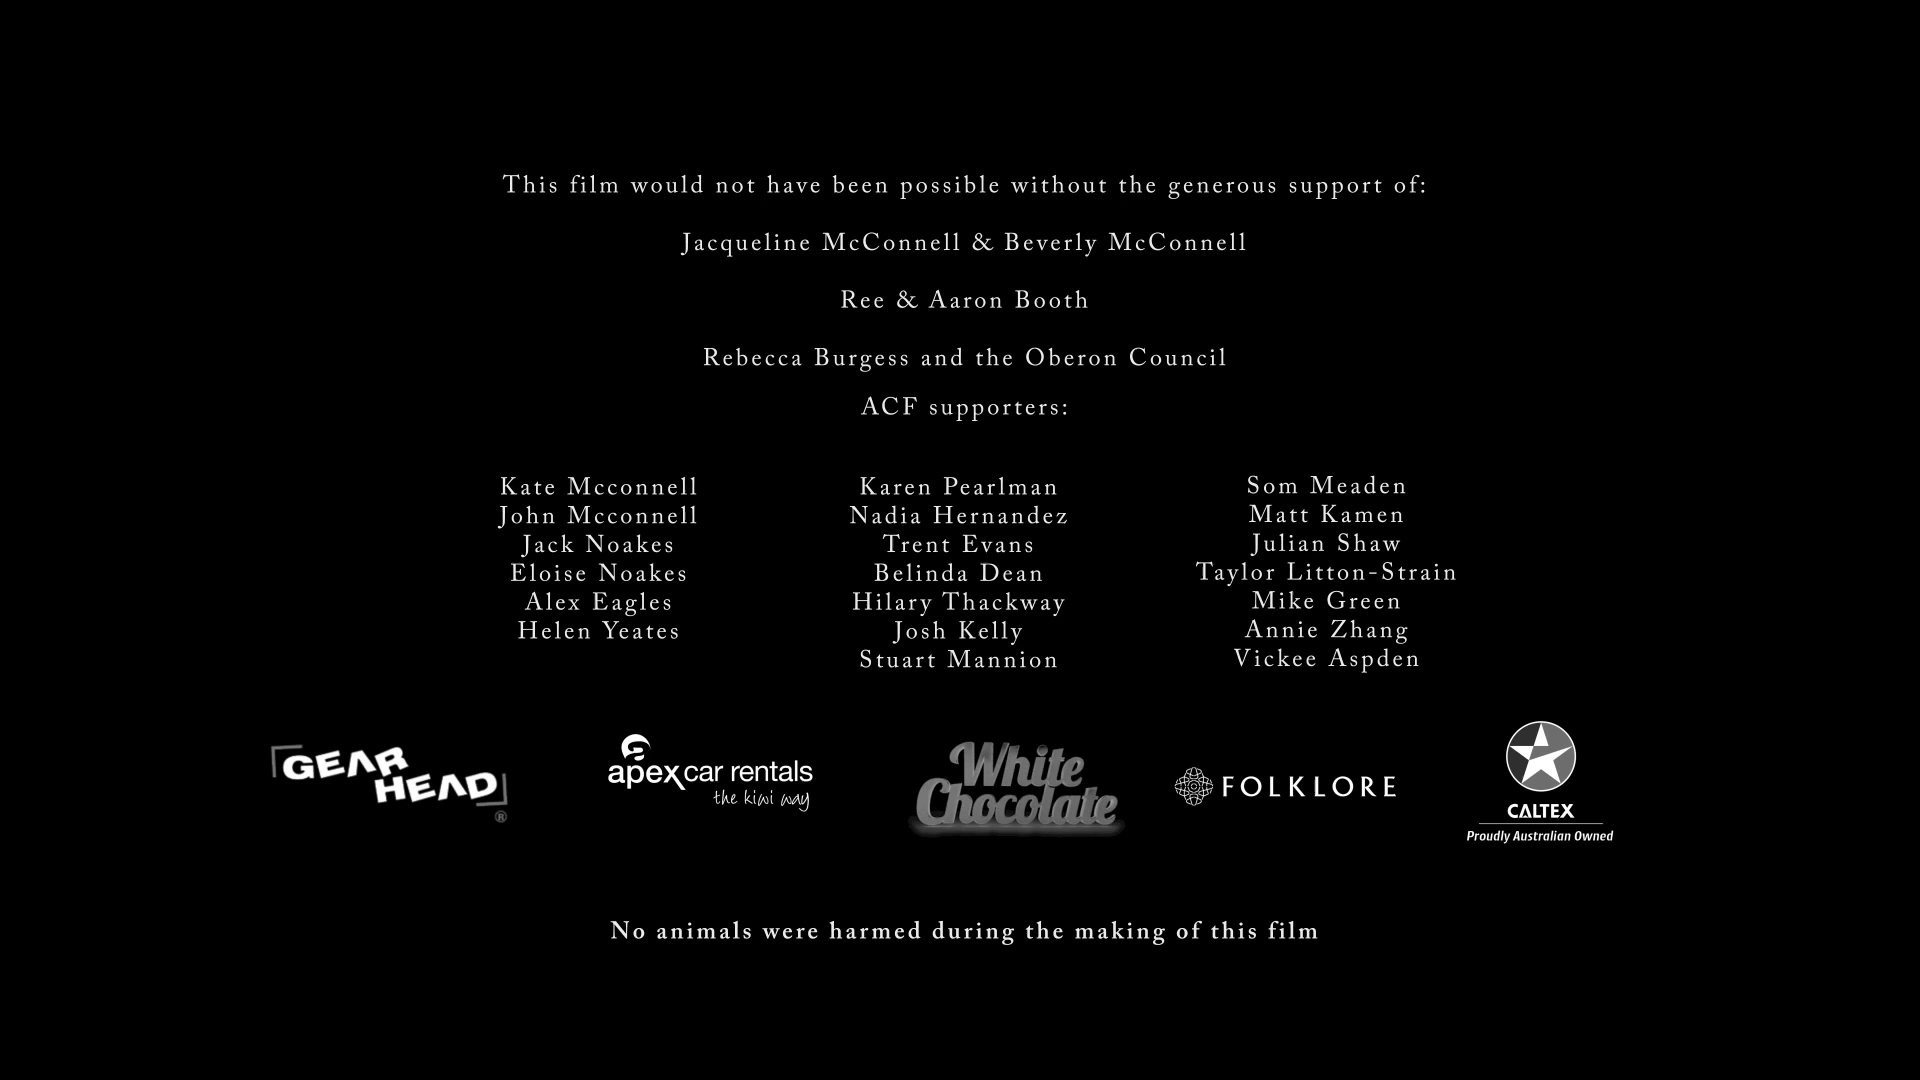 This film would not have been possible without the generous support of:
Jacqueline McConnell & Beverly McConnell
Ree & Aaron Booth
Rebecca Burgess and the Oberon Council
ACF supporters:
Kate Mcconnell
John Mcconnell
Jack Noakes
Eloise Noakes
Alex Eagles
Helen Yeates
Karen Pearlman
Nadia Hernandez
Trent Evans
Belinda Dean
Hilary Thackway
Josh Kelly
Stuart Mannion
Som Meaden
Matt Kamen
Julian Shaw
Taylor Litton-Strain
Mike Green
Annie Zhang
Vickee Aspden
GEAR
HEAD
®
apex car rentals
the kiwi way
White
Chocolate
FOLKLORE
CALTEX
Proudly Australian Owned
No animals were harmed during the making of this film